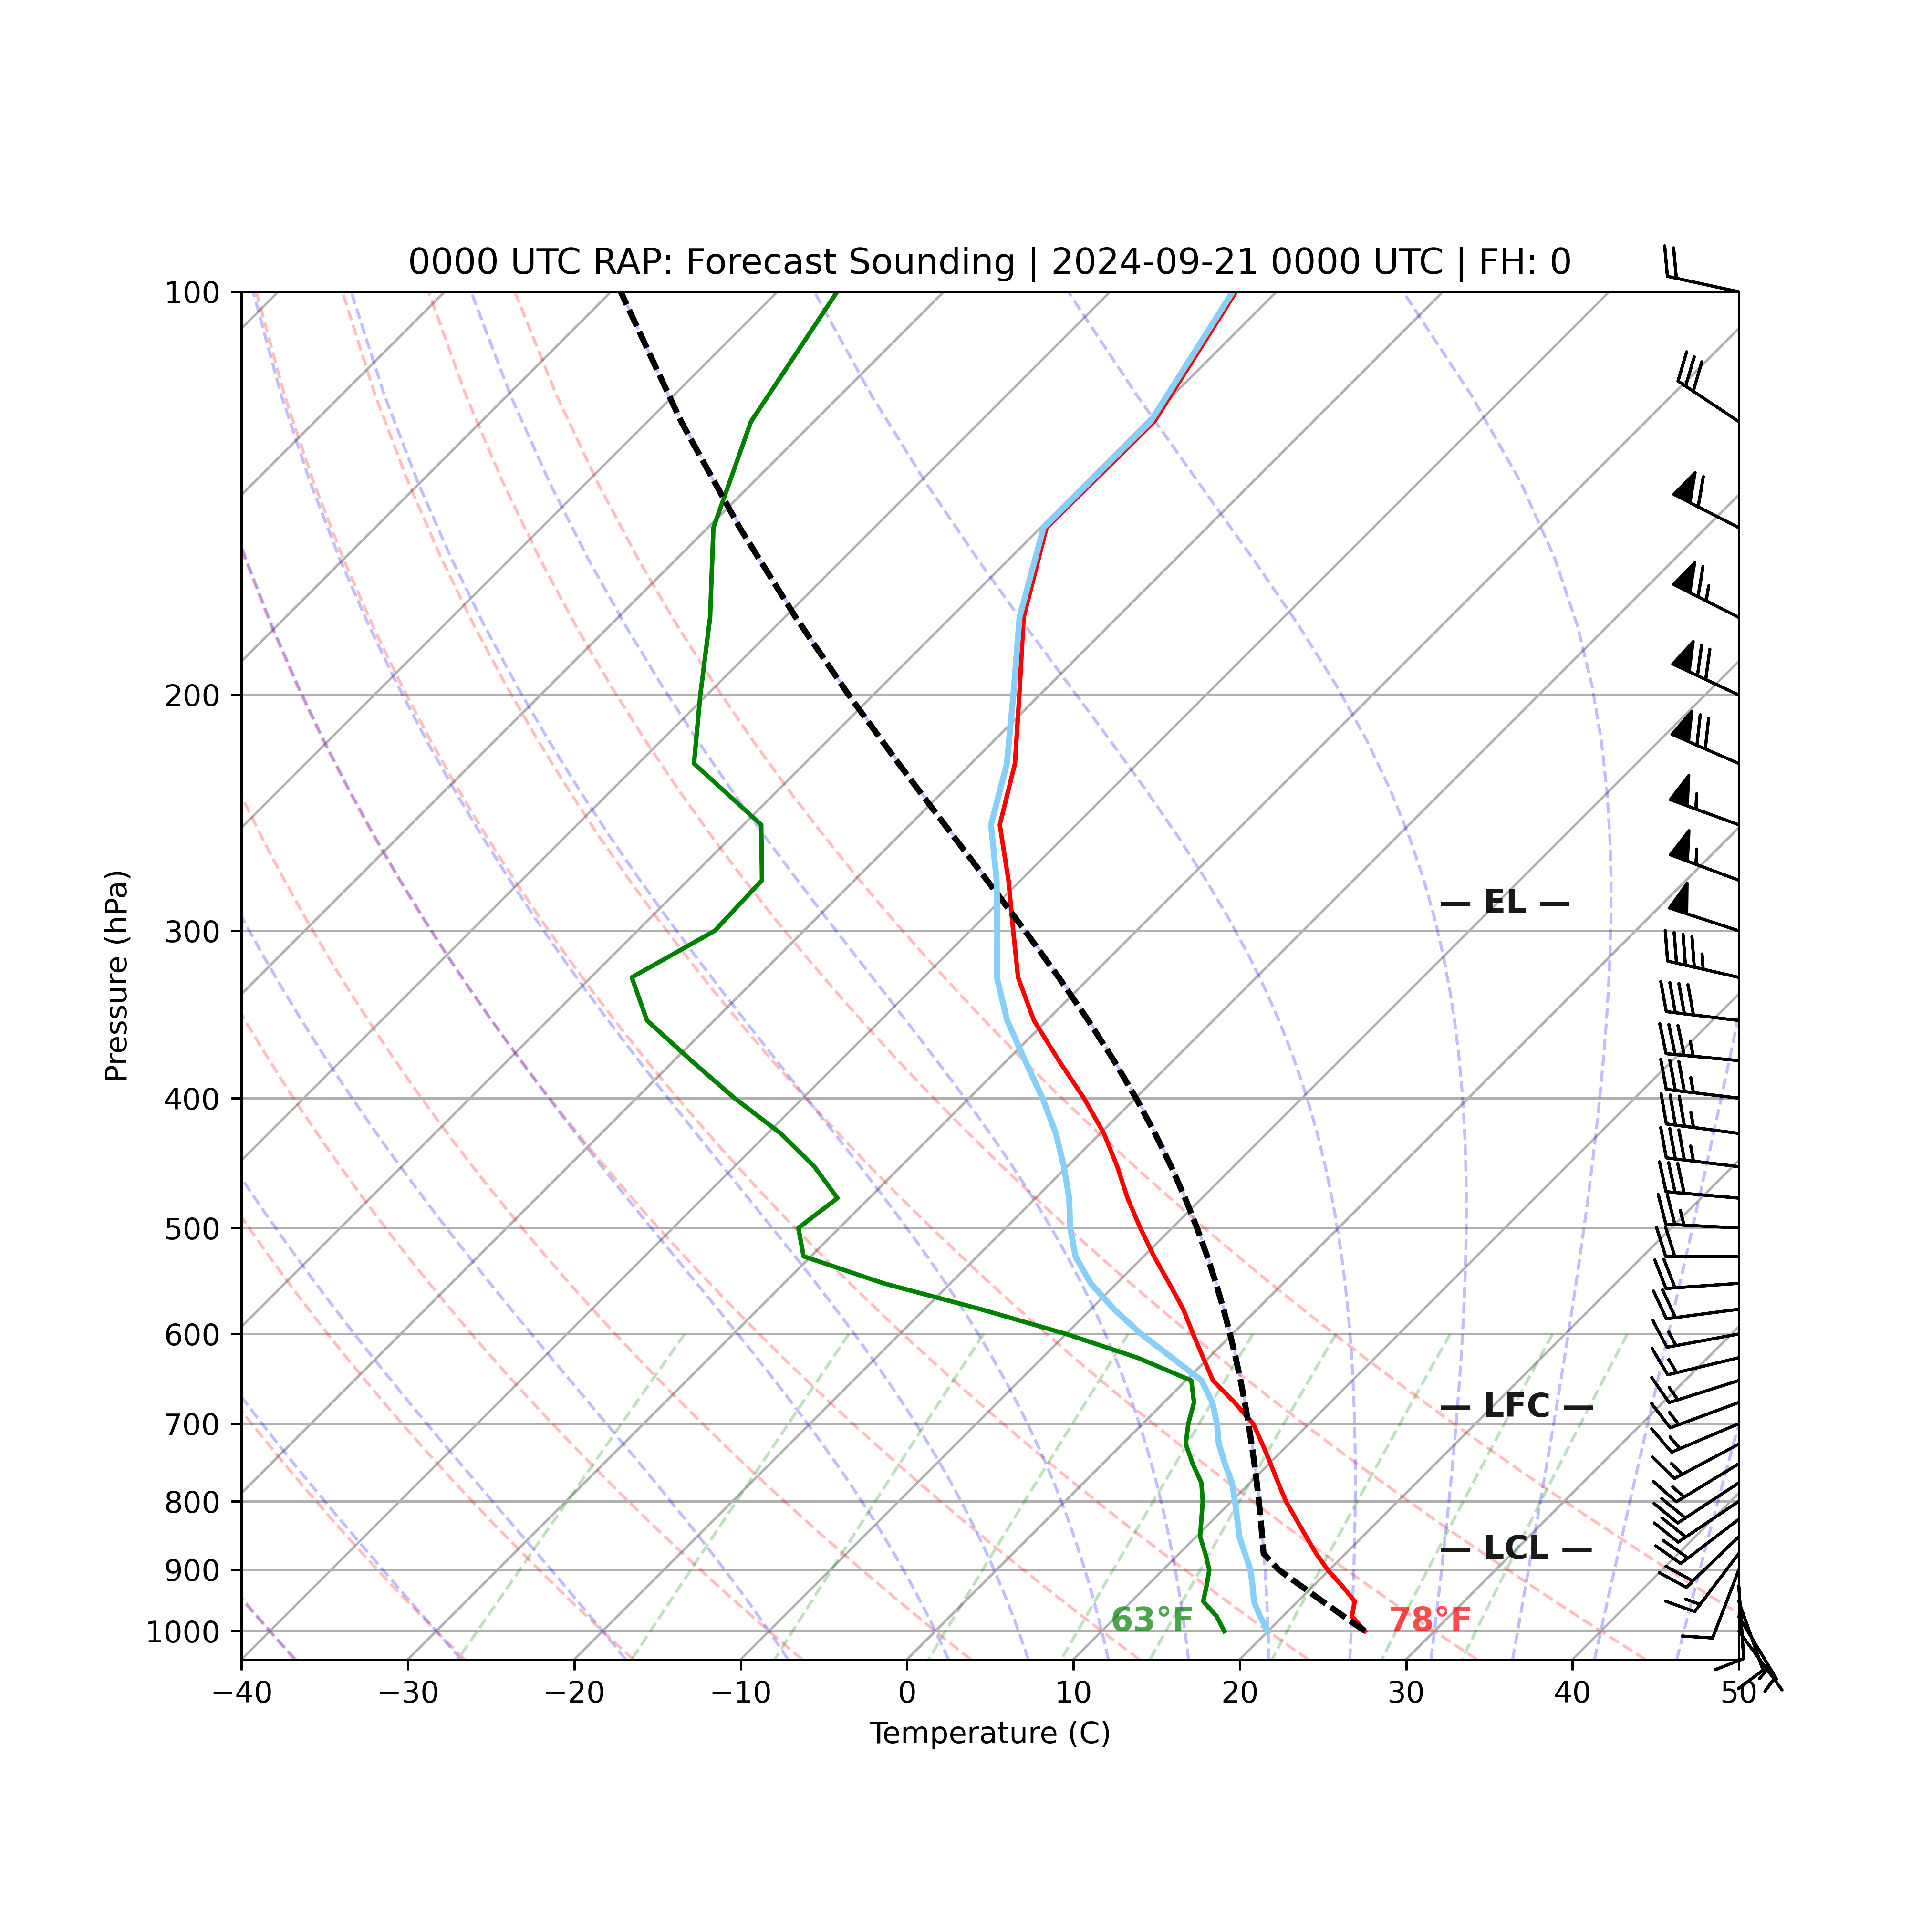 0000 UTC RAP: Forecast Sounding | 2024-09-21 0000 UTC | FH: 0
100
200
300
400
500
600
700
800
900
1000
Pressure (hPa)
— EL —
— LFC —
— LCL —
63°F
78°F
−40 −30 −20 −10 0 10 20 30 40 50
Temperature (C)